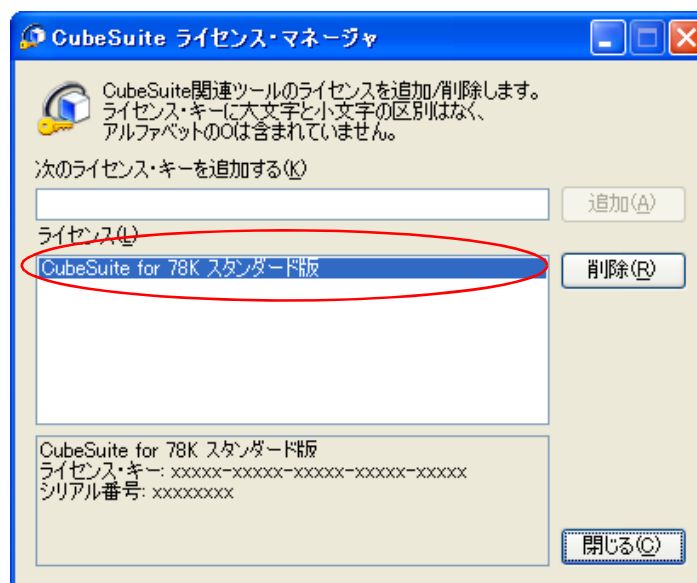 CubeSuite ライセンス・マネージャ
CubeSuite関連ツールのライセンスを追加/削除します。
ライセンス・キーに大文字と小文字の区別はなく、
アルファベットのOは含まれていません。
次のライセンス・キーを追加する(K)
追加(A)
ライセンス(L)
CubeSuite for 78K スタンダード版
削除(R)
CubeSuite for 78K スタンダード版
ライセンス・キー: xxxxx-xxxxx-xxxxx-xxxxx-xxxxx
シリアル番号: xxxxxxxx
閉じる(C)